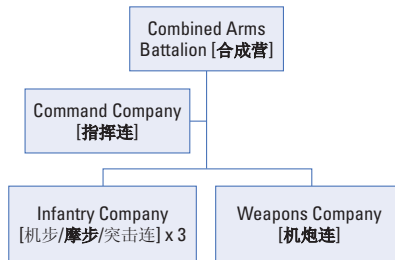 Combined Arms
Battalion [合成营]
Command Company
[指挥连]
Infantry Company
[机步/摩步/突击连] x 3
Weapons Company
[机炮连]